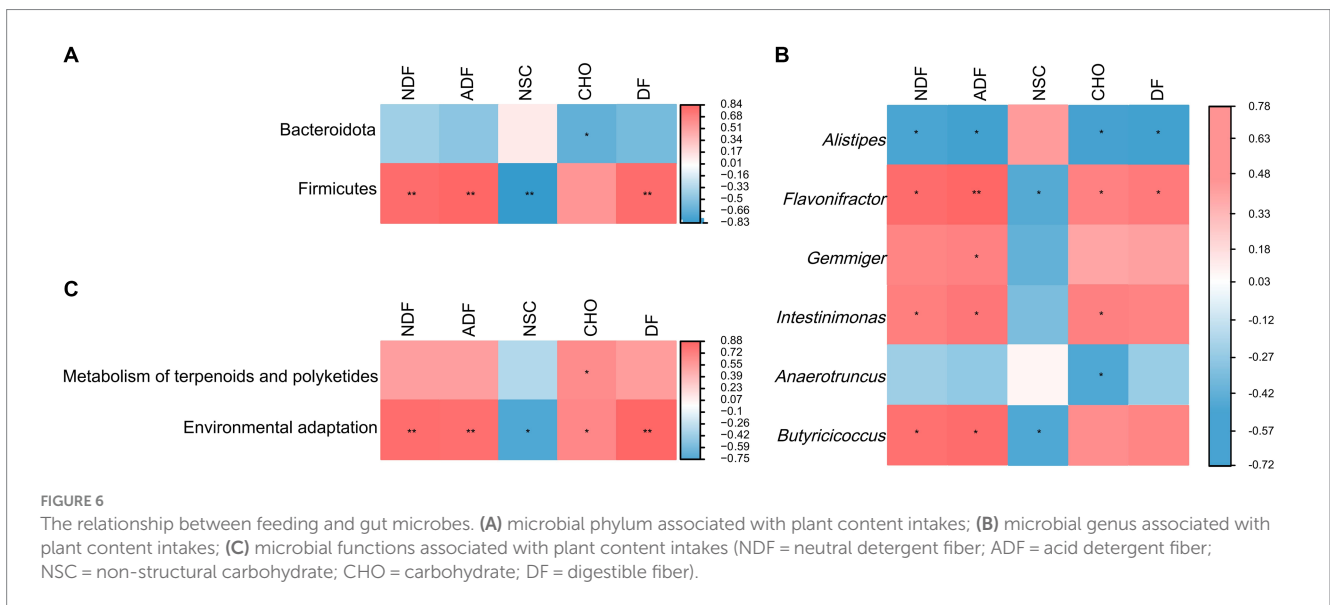 A
NDF ADF NSC CHO DF
Bacteroidota *
Firmicutes ** ** ** **
0.84
0.68
0.51
0.34
0.17
0.01
−0.16
−0.33
−0.5
−0.66
−0.83
C
NDF ADF NSC CHO DF
Metabolism of terpenoids and polyketides *
Environmental adaptation ** ** * * **
0.88
0.72
0.55
0.39
0.23
0.07
−0.1
−0.26
−0.42
−0.59
−0.75
B
NDF ADF NSC CHO DF
Alistipes * * * *
Flavonifractor * ** * * *
Gemmiger *
Intestinimonas * * *
Anaerotruncus *
Butyricicoccus * * *
0.78
0.63
0.48
0.33
0.18
0.03
-0.12
-0.27
-0.42
-0.57
-0.72
FIGURE 6
The relationship between feeding and gut microbes. (A) microbial phylum associated with plant content intakes; (B) microbial genus associated with
plant content intakes; (C) microbial functions associated with plant content intakes (NDF = neutral detergent fiber; ADF = acid detergent fiber;
NSC = non-structural carbohydrate; CHO = carbohydrate; DF = digestible fiber).